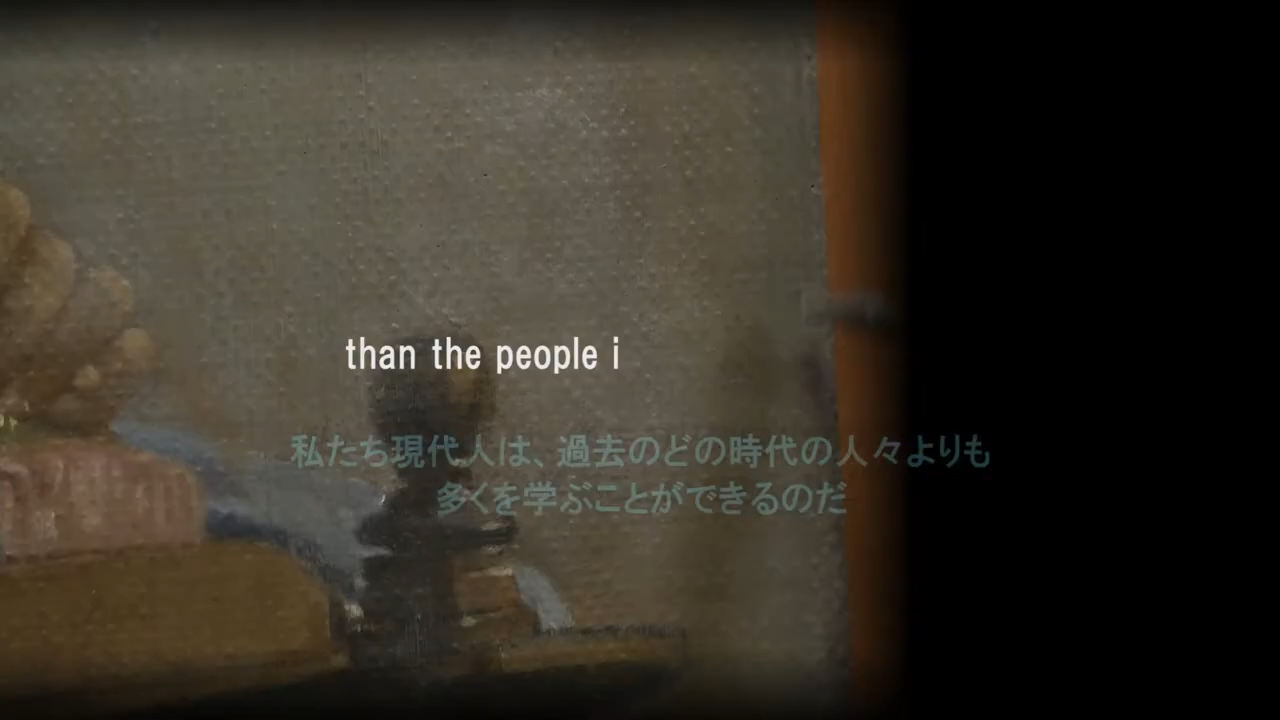 than the people i
私たち現代人は、過去のどの時代の人々よりも
多くを学ぶことができるのだ